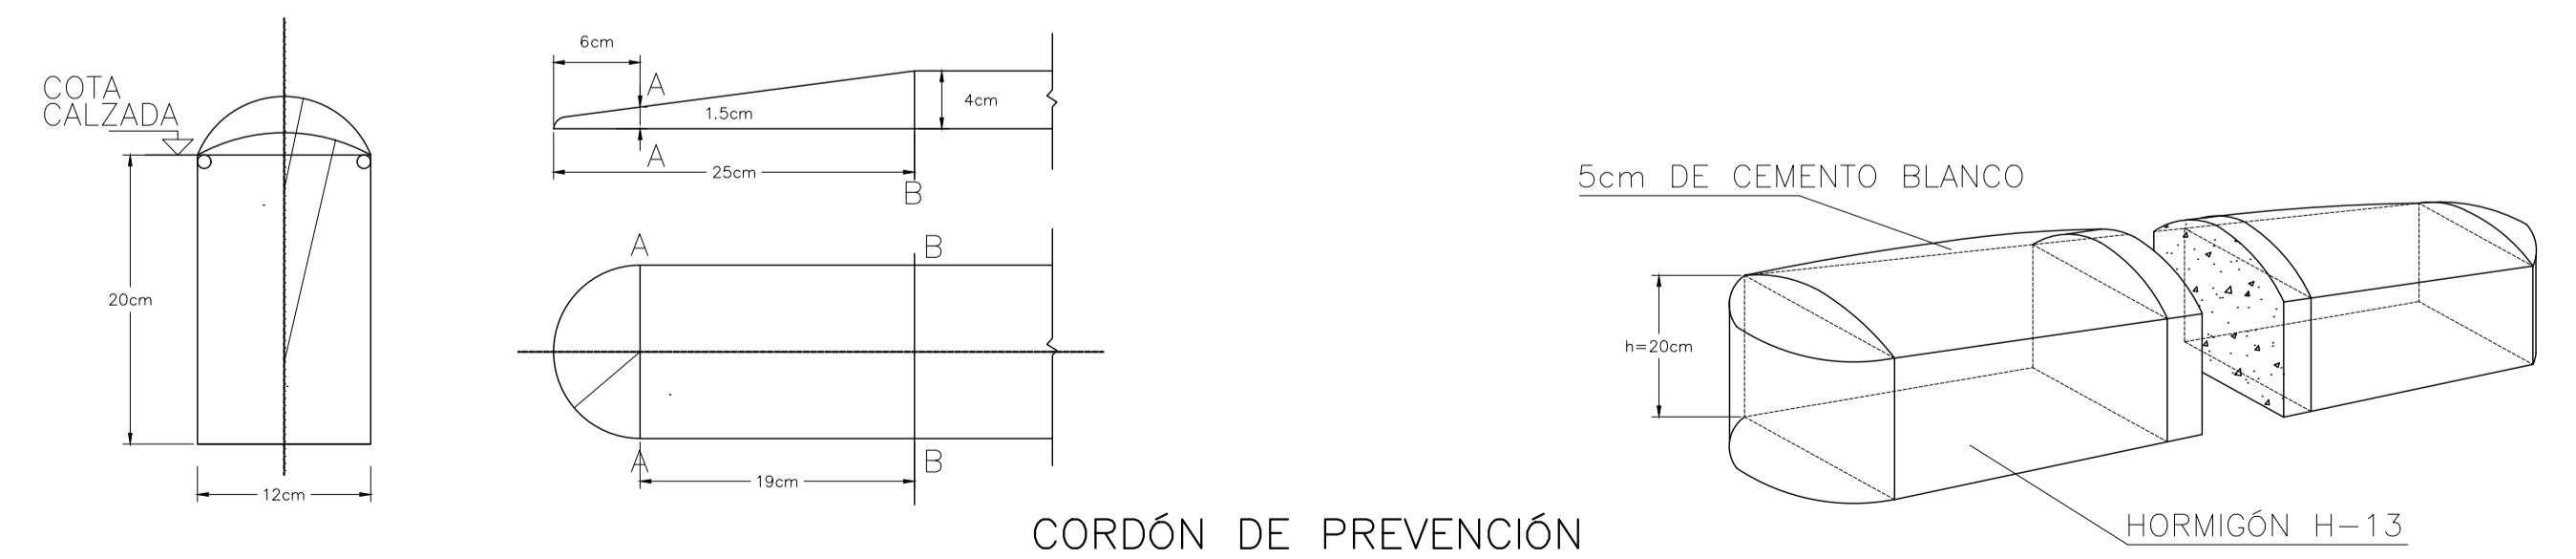 COTA
CALZADA
20cm
12cm
6cm
A
1.5cm
4cm
A
25cm
B
A
B
A
B
19cm
5cm DE CEMENTO BLANCO
h=20cm
HORMIGÓN H-13
CORDÓN DE PREVENCIÓN